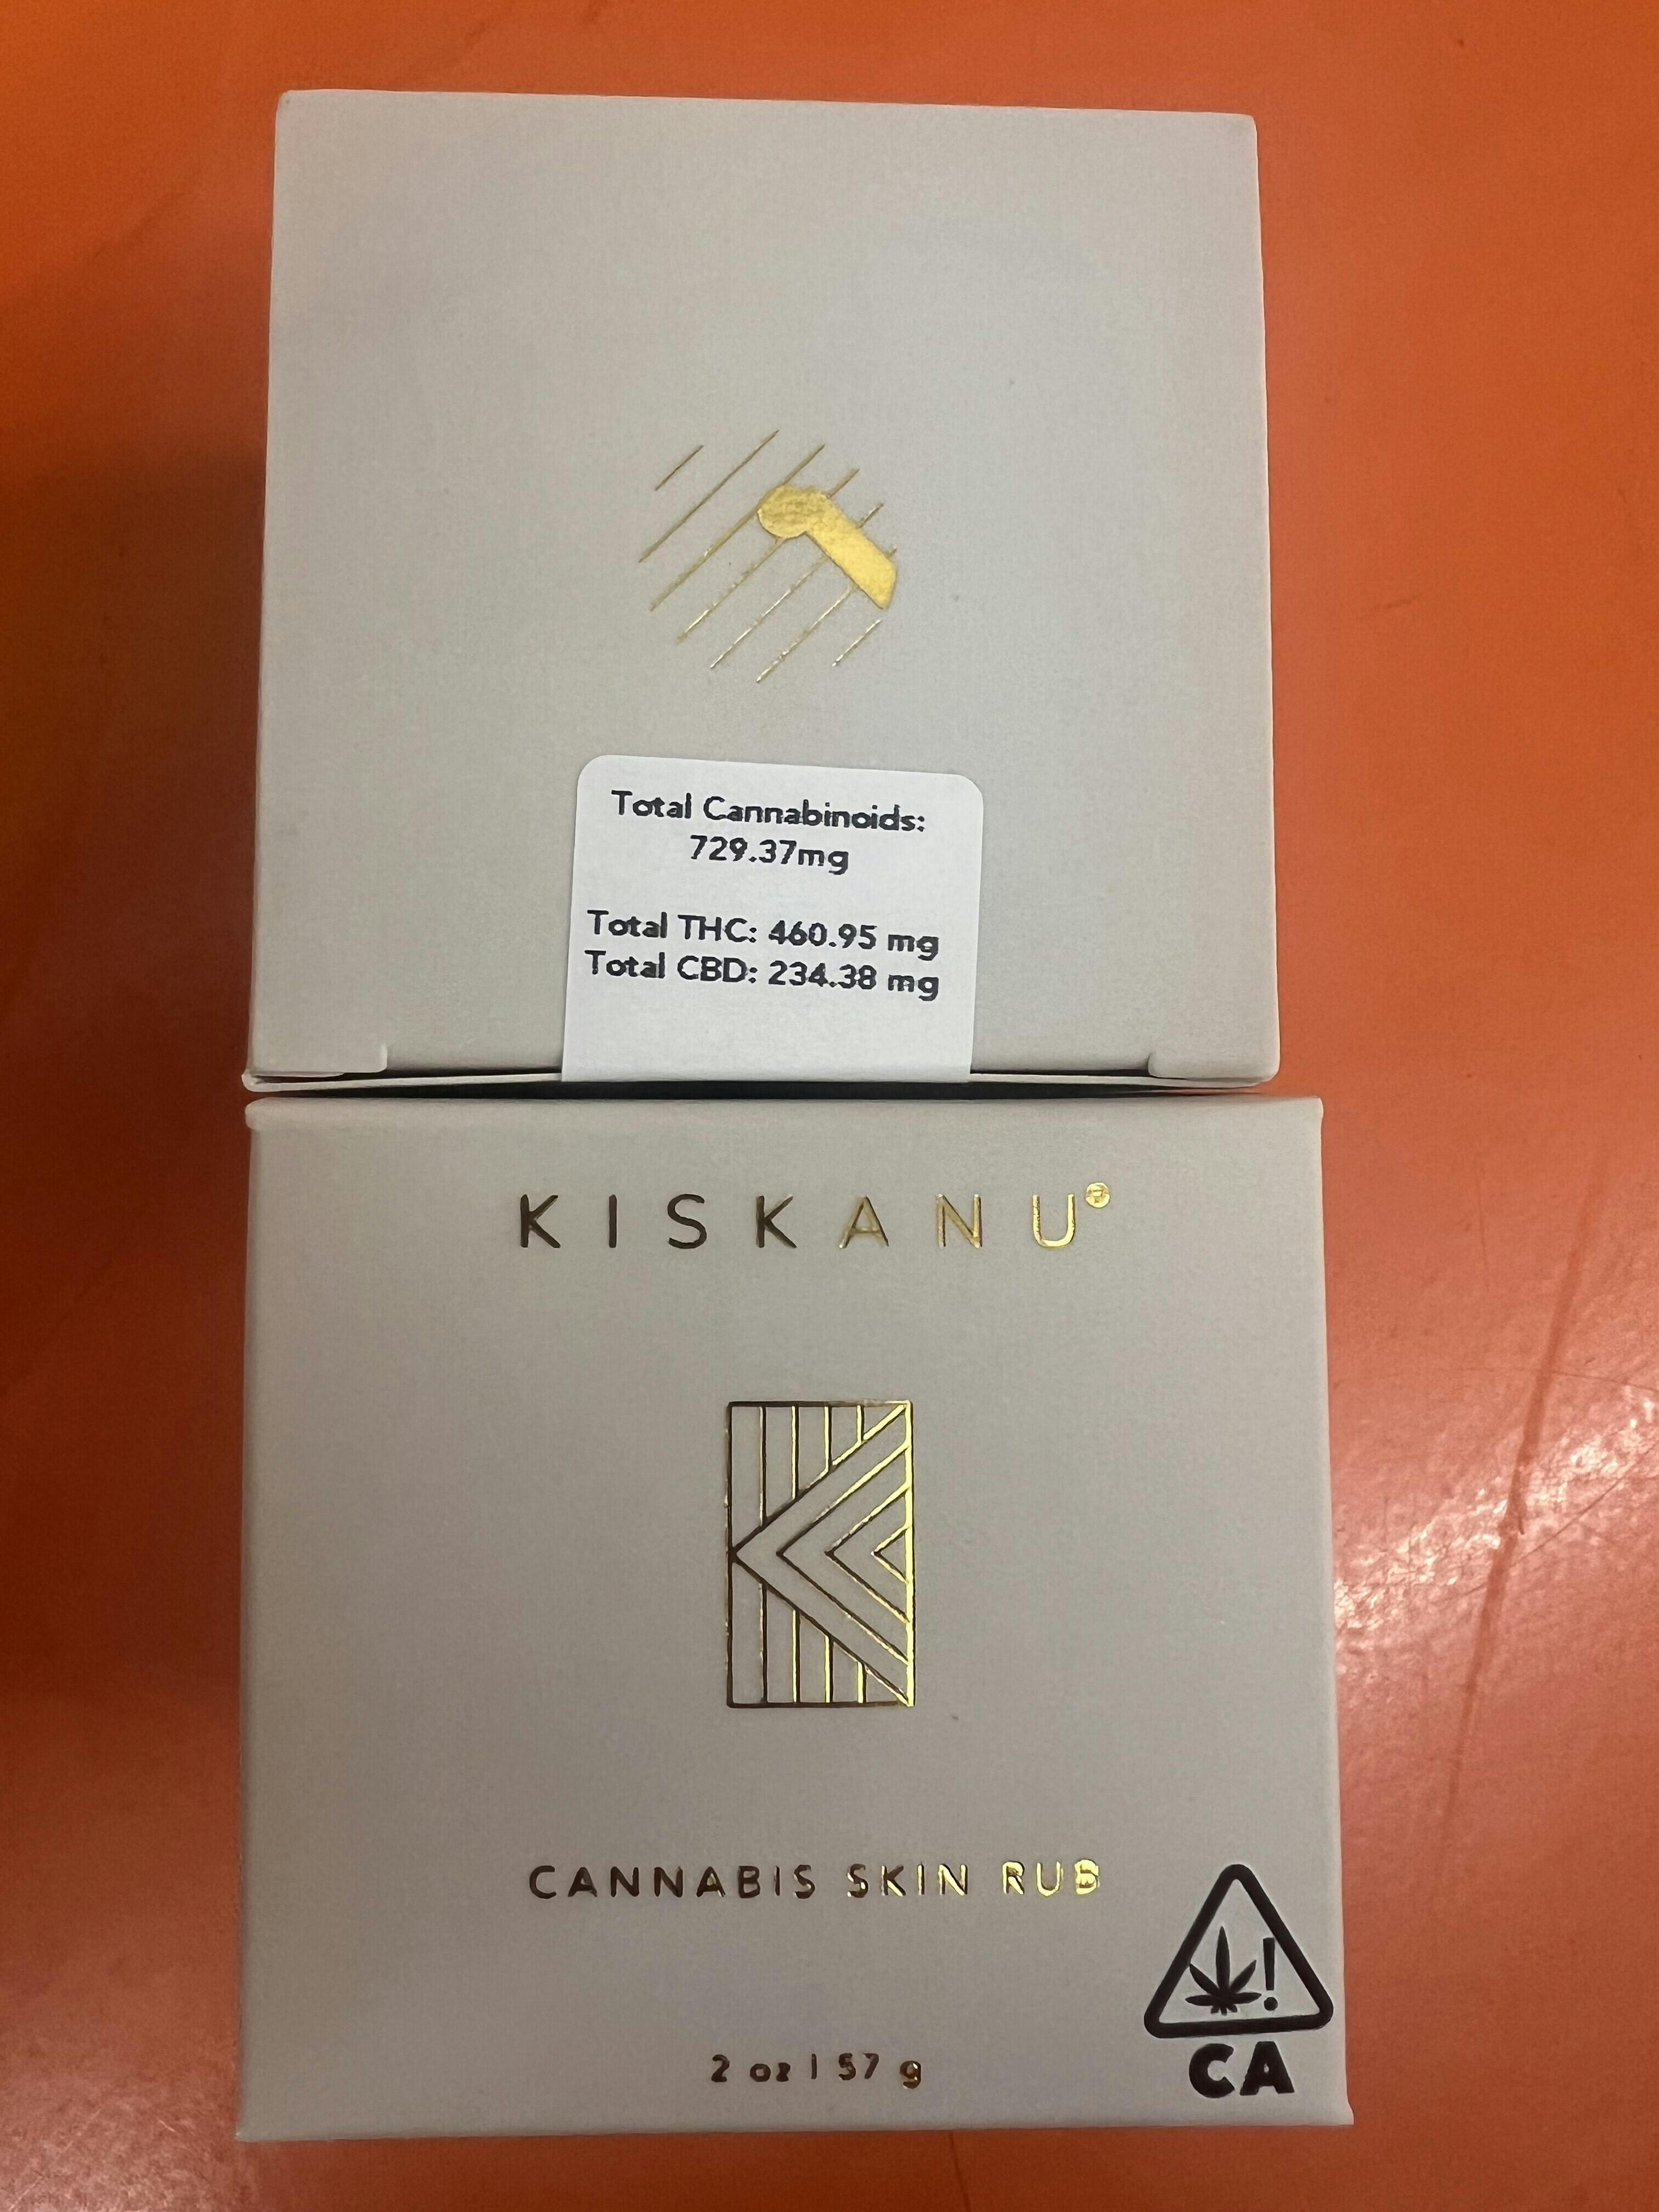 Total Cannabinoids:
729.37mg
Total THC: 460.95 mg
Total CBD: 234.38 mg
KISKANU®
CANNABIS SKIN RUB
2 oz | 57 g
!
CA